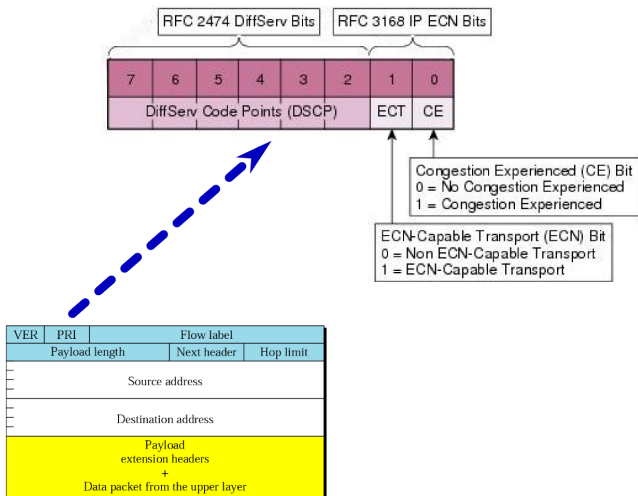 RFC 2474 DiffServ Bits RFC 3168 IP ECN Bits
7 6 5 4 3 2 1 0
DiffServ Code Points (DSCP) ECT CE
Congestion Experienced (CE) Bit
0 = No Congestion Experienced
1 = Congestion Experienced
ECN-Capable Transport (ECN) Bit
0 = Non ECN-Capable Transport
1 = ECN-Capable Transport
VER PRI Flow label
Payload length Next header Hop limit
Source address
Destination address
Payload
extension headers
+
Data packet from the upper layer